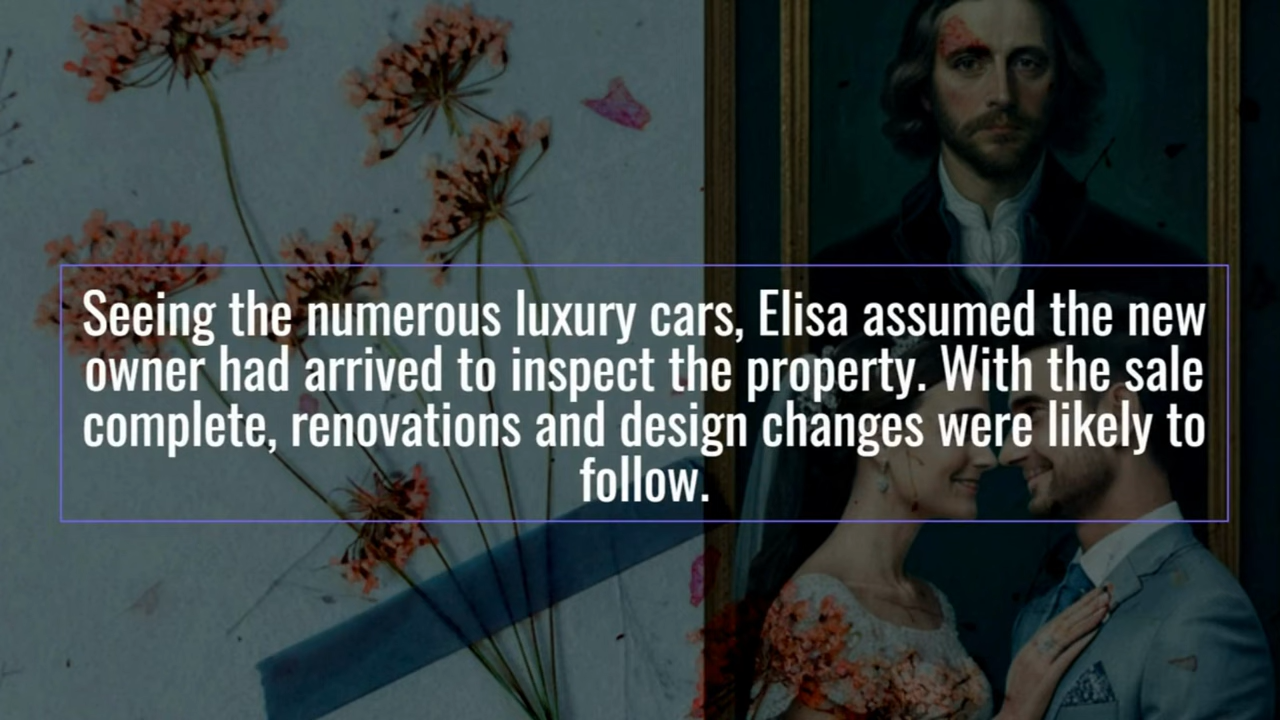 Seeing the numerous luxury cars, Elisa assumed the new
owner had arrived to inspect the property. With the sale
complete, renovations and design changes were likely to
follow.